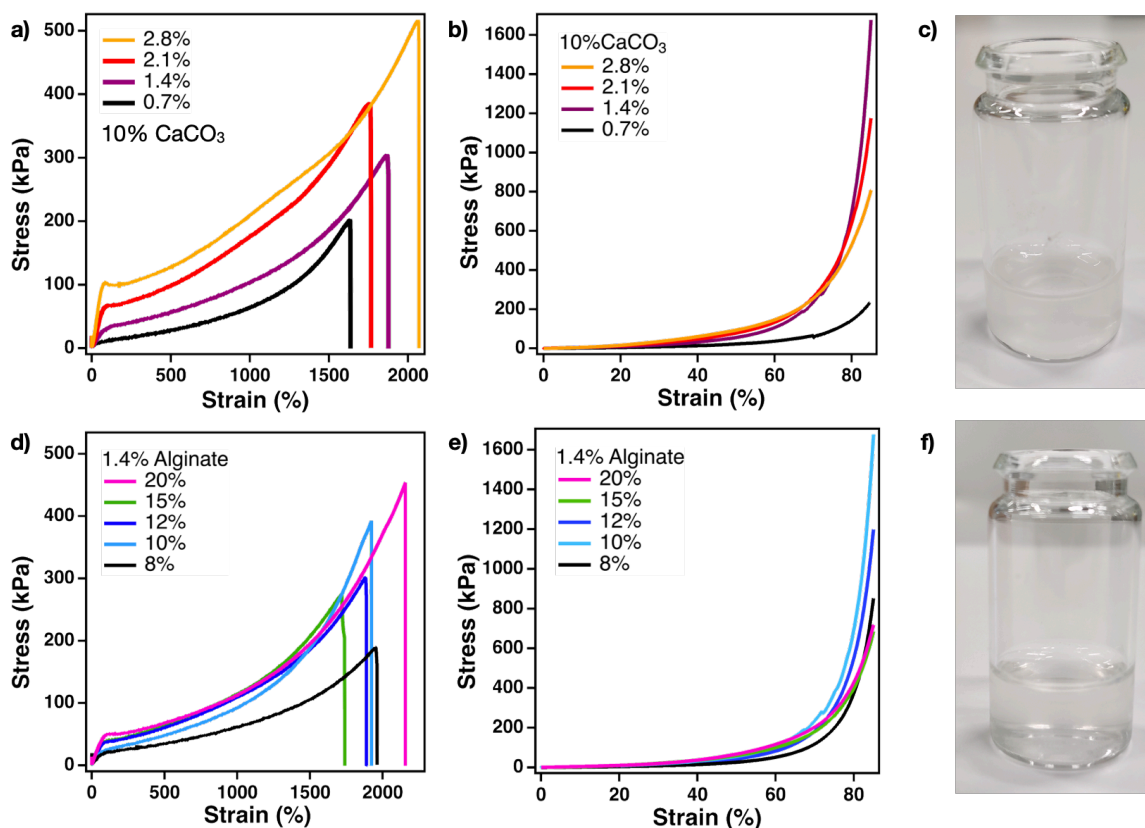 a)
500
400
300
200
100
0
Stress (kPa)
2.8%
2.1%
1.4%
0.7%
10% CaCO₃
0 500 1000 1500 2000
Strain (%)
b)
1600
1400
1200
1000
800
600
400
200
0
Stress (kPa)
10%CaCO₃
2.8%
2.1%
1.4%
0.7%
0 20 40 60 80
Strain (%)
c)
d)
500
400
300
200
100
0
Stress (kPa)
1.4% Alginate
20%
15%
12%
10%
8%
0 500 1000 1500 2000
Strain (%)
e)
1600
1400
1200
1000
800
600
400
200
0
Stress (kPa)
1.4% Alginate
20%
15%
12%
10%
8%
0 20 40 60 80
Strain (%)
f)